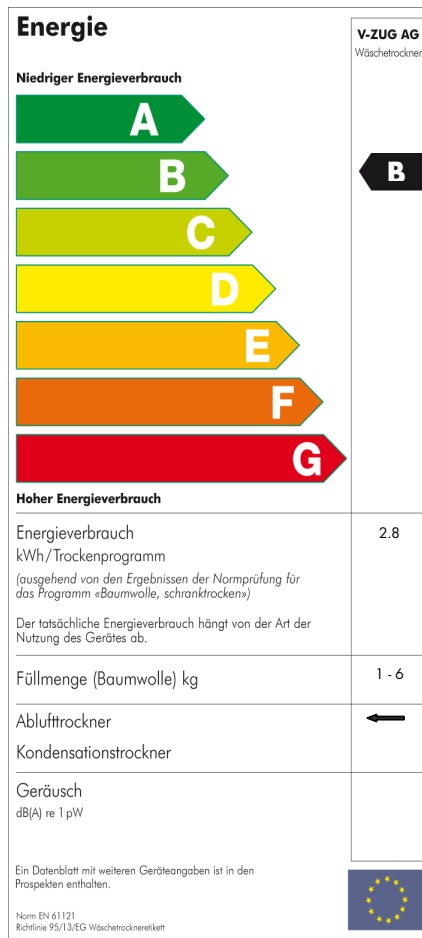 Energie
V-ZUG AG
Wäschetrockner
Niedriger Energieverbrauch
A
B
B
C
D
E
F
G
Hoher Energieverbrauch
Energieverbrauch
2.8
kWh/Trockenprogramm
(ausgehend von den Ergebnissen der Normprüfung für
das Programm «Baumwolle, schranktrocken»)
Der tatsächliche Energieverbrauch hängt von der Art der
Nutzung des Gerätes ab.
Füllmenge (Baumwolle) kg
1 - 6
Ablufttrockner
Kondensationstrockner
Geräusch
dB(A) re 1 pW
Ein Datenblatt mit weiteren Geräteangaben ist in den
Prospekten enthalten.
Norm EN 61121
Richtlinie 95/13/EG Wäschetrockneretikett